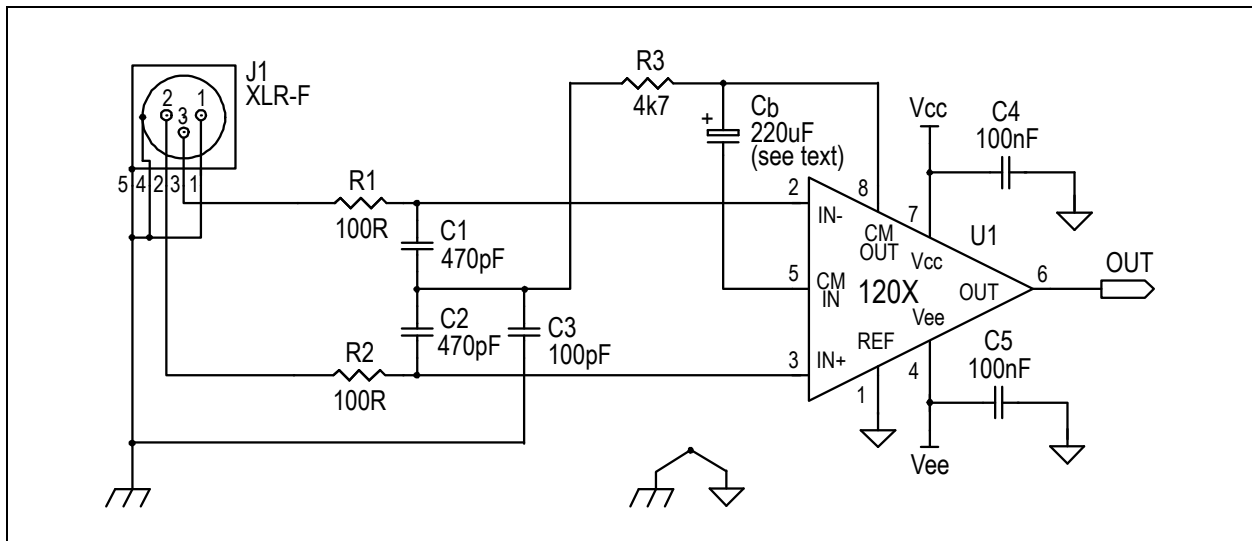 J1
XLR-F
2
1
3
5
4
2
3
1
R1
100R
R2
100R
C1
470pF
C2
470pF
C3
100pF
R3
4k7
+
Cb
220uF
(see text)
2
IN-
8
CM
OUT
7
Vcc
5
CM
IN
120X
3
IN+
REF
1
Vee
4
OUT
6
U1
Vcc
C4
100nF
OUT
C5
100nF
Vee